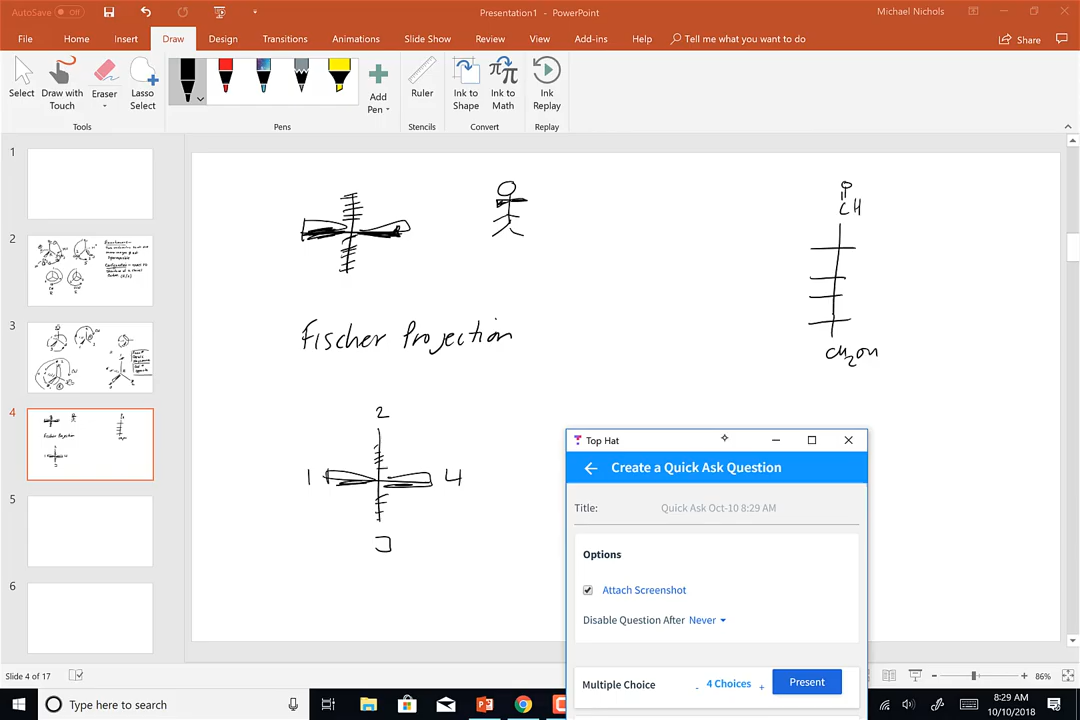 AutoSave Off
Presentation1 - PowerPoint
Michael Nichols
File Home Insert Draw Design Transitions Animations Slide Show Review View Add-ins Help Tell me what you want to do
Share
Select
Draw with Touch
Eraser
Lasso Select
Add Pen
Ruler
Ink to Shape
Ink to Math
Ink Replay
Tools Pens Stencils Convert Replay
1
2
3
4
5
6
O
CH
Fischer Projection
CH2OH
2
1 4
3
Top Hat
Create a Quick Ask Question
Title: Quick Ask Oct-10 8:29 AM
Options
Attach Screenshot
Disable Question After Never
Multiple Choice - 4 Choices + Present
Slide 4 of 17
86%
Type here to search
8:29 AM
10/10/2018